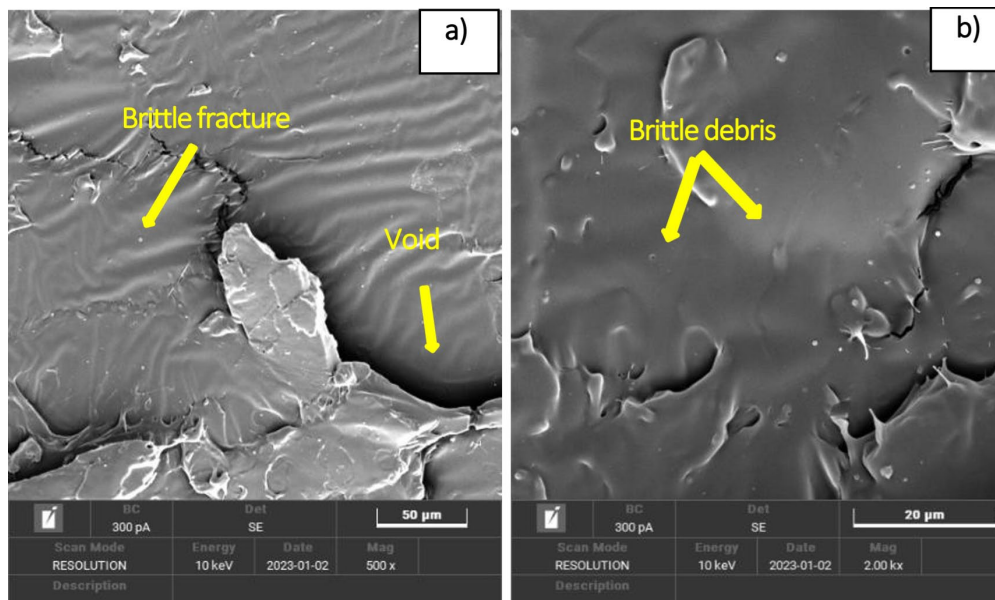 a)
Brittle fracture
Void
BC Det
300 pA SE 50 µm
Scan Mode Energy Date Mag
RESOLUTION 10 keV 2023-01-02 500 x
Description
b)
Brittle debris
BC Det
300 pA SE 20 µm
Scan Mode Energy Date Mag
RESOLUTION 10 keV 2023-01-02 2.00 kx
Description